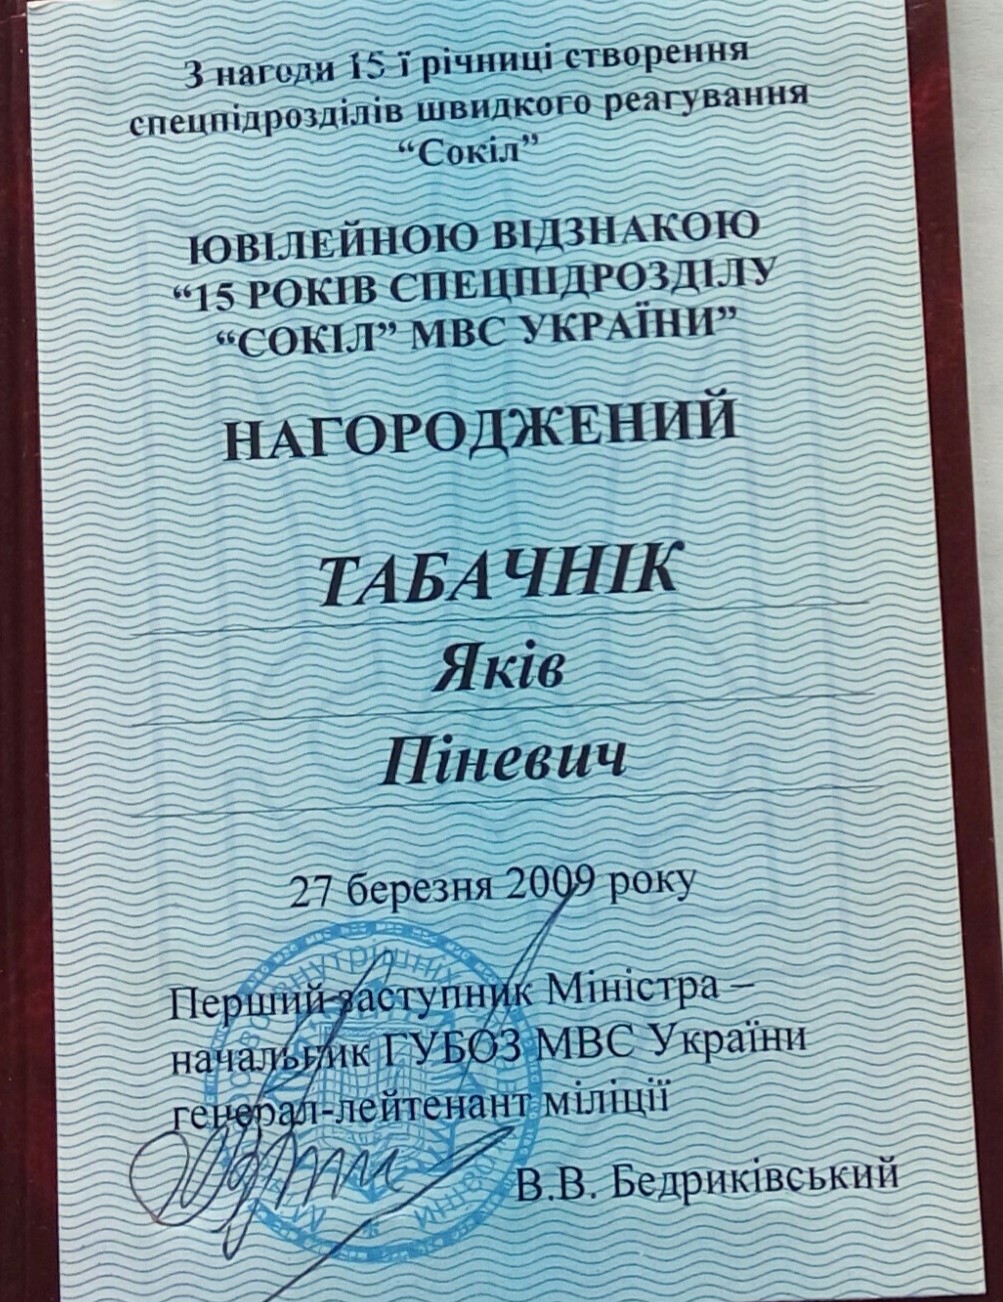 З нагоди 15 ї річниці створення
спецпідрозділів швидкого реагування
“Сокіл”
ЮВІЛЕЙНОЮ ВІДЗНАКОЮ
“15 РОКІВ СПЕЦПІДРОЗДІЛУ
“СОКІЛ” МВС УКРАЇНИ”
НАГОРОДЖЕНИЙ
ТАБАЧНІК
Яків
Піневич
27 березня 2009 року
Перший заступник Міністра –
начальник ГУБОЗ МВС України
генерал-лейтенант міліції
В.В. Бедриківський